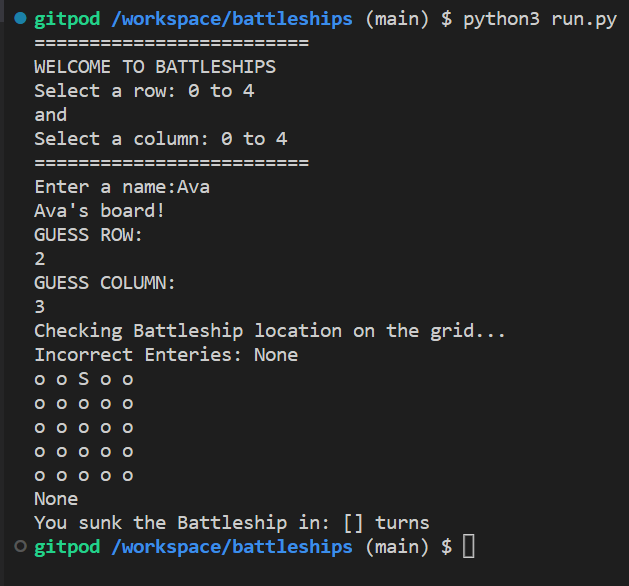 gitpod /workspace/battleships (main) $ python3 run.py
=========================
WELCOME TO BATTLESHIPS
Select a row: 0 to 4
and
Select a column: 0 to 4
=========================
Enter a name:Ava
Ava's board!
GUESS ROW:
2
GUESS COLUMN:
3
Checking Battleship location on the grid...
Incorrect Enteries: None
o o S o o
o o o o o
o o o o o
o o o o o
o o o o o
None
You sunk the Battleship in: [] turns
gitpod /workspace/battleships (main) $